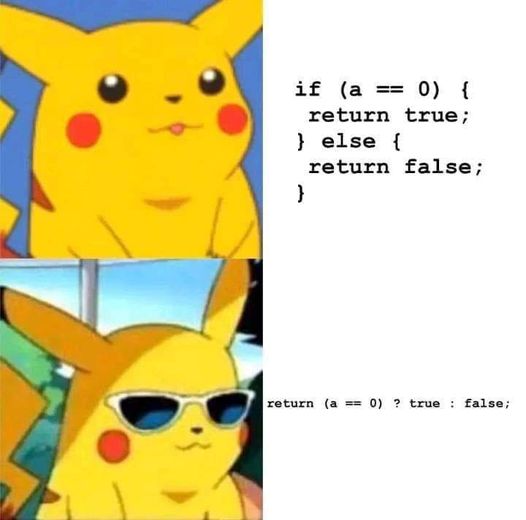 if (a == 0) {
 return true;
} else {
 return false;
}
return (a == 0) ? true : false;